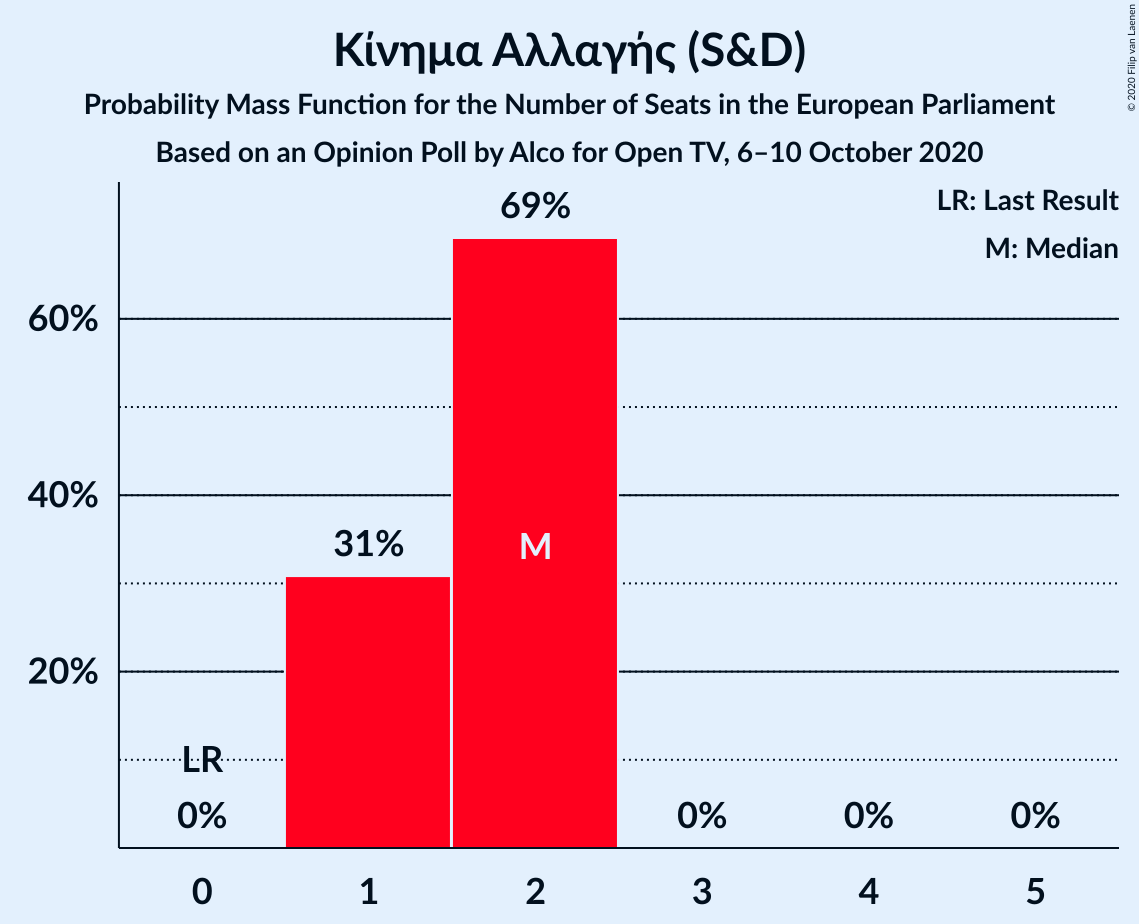 Κίνημα Αλλαγής (S&D)
Probability Mass Function for the Number of Seats in the European Parliament
Based on an Opinion Poll by Alco for Open TV, 6–10 October 2020
© 2020 Filip van Laenen
LR: Last Result
M: Median
69%
60%
40%
31%
M
20%
LR
0%
0%
0%
0%
0
1
2
3
4
5